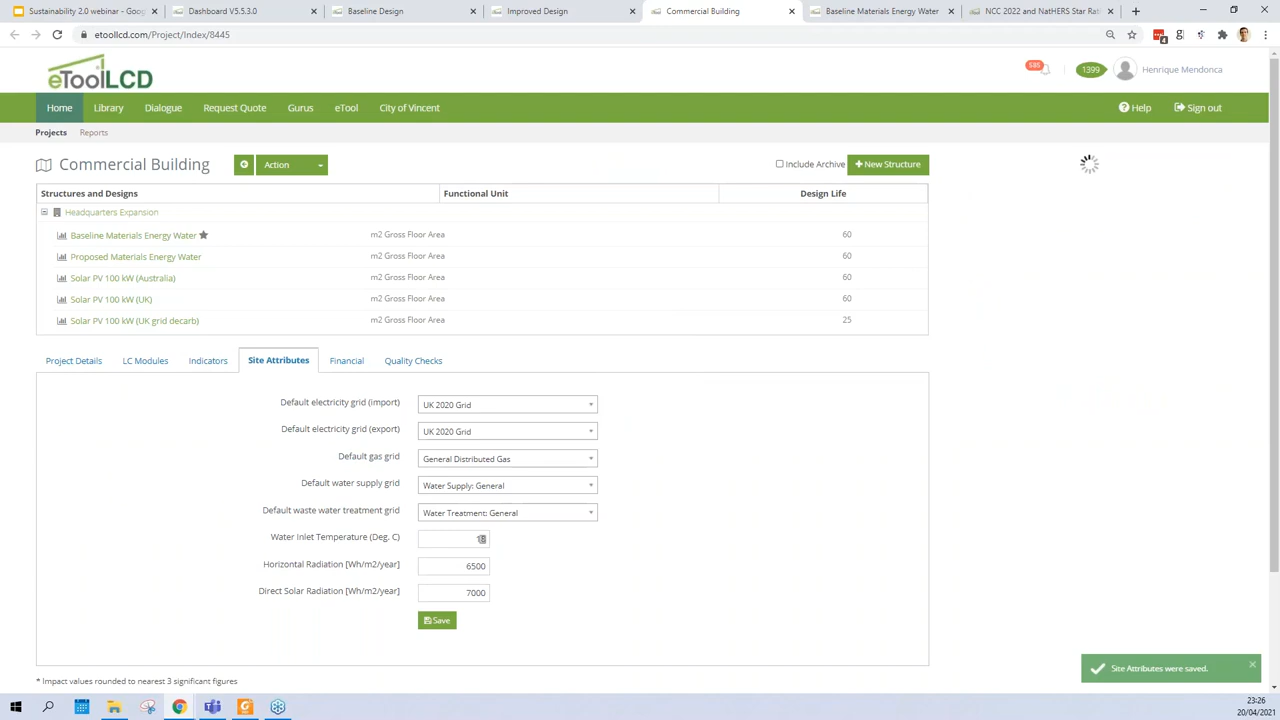 Sustainability 2.0 webinar - Goog
Dashboard V5.5.3.0
Baseline Design
Improved Design
Commercial Building
Baseline Materials Energy Water
NCC 2022 and NatHERS Star Rat
etoollcd.com/Project/Index/8445
4
eToolLCD
585
1399
Henrique Mendonca
Home
Library
Dialogue
Request Quote
Gurus
eTool
City of Vincent
Help
Sign out
Projects
Reports
Commercial Building
Action
Include Archive
New Structure
Structures and Designs
Functional Unit
Design Life
Headquarters Expansion
Baseline Materials Energy Water
m2 Gross Floor Area
60
Proposed Materials Energy Water
m2 Gross Floor Area
60
Solar PV 100 kW (Australia)
m2 Gross Floor Area
60
Solar PV 100 kW (UK)
m2 Gross Floor Area
60
Solar PV 100 kW (UK grid decarb)
m2 Gross Floor Area
25
Project Details
LC Modules
Indicators
Site Attributes
Financial
Quality Checks
Default electricity grid (import)
UK 2020 Grid
Default electricity grid (export)
UK 2020 Grid
Default gas grid
General Distributed Gas
Default water supply grid
Water Supply: General
Default waste water treatment grid
Water Treatment: General
Water Inlet Temperature (Deg. C)
Horizontal Radiation [Wh/m2/year]
6500
Direct Solar Radiation [Wh/m2/year]
7000
Save
Site Attributes were saved.
* Impact values rounded to nearest 3 significant figures
23:26
20/04/2021